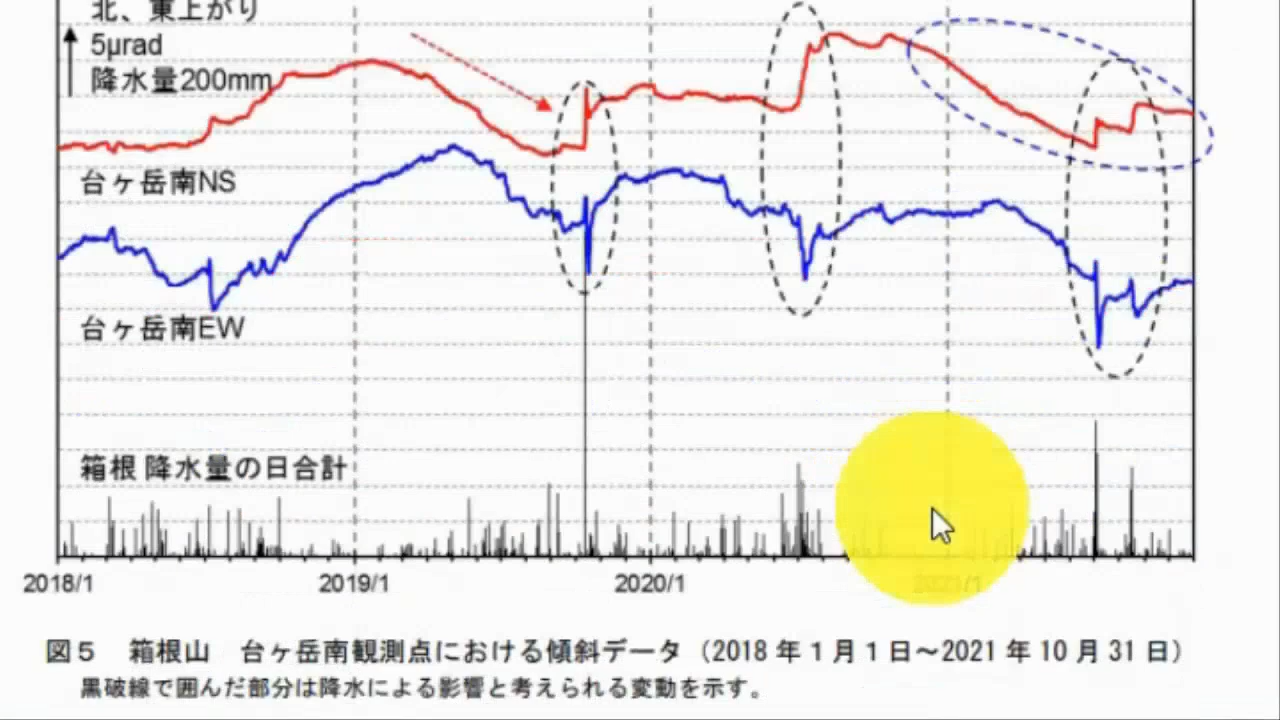 北、東上がり
5μrad
降水量200mm
台ヶ岳南NS
台ヶ岳南EW
箱根 降水量の日合計
2018/1 2019/1 2020/1 2021/1
図５ 箱根山 台ヶ岳南観測点における傾斜データ（2018 年 1 月 1 日～2021 年 10 月 31 日）
黒破線で囲んだ部分は降水による影響と考えられる変動を示す。